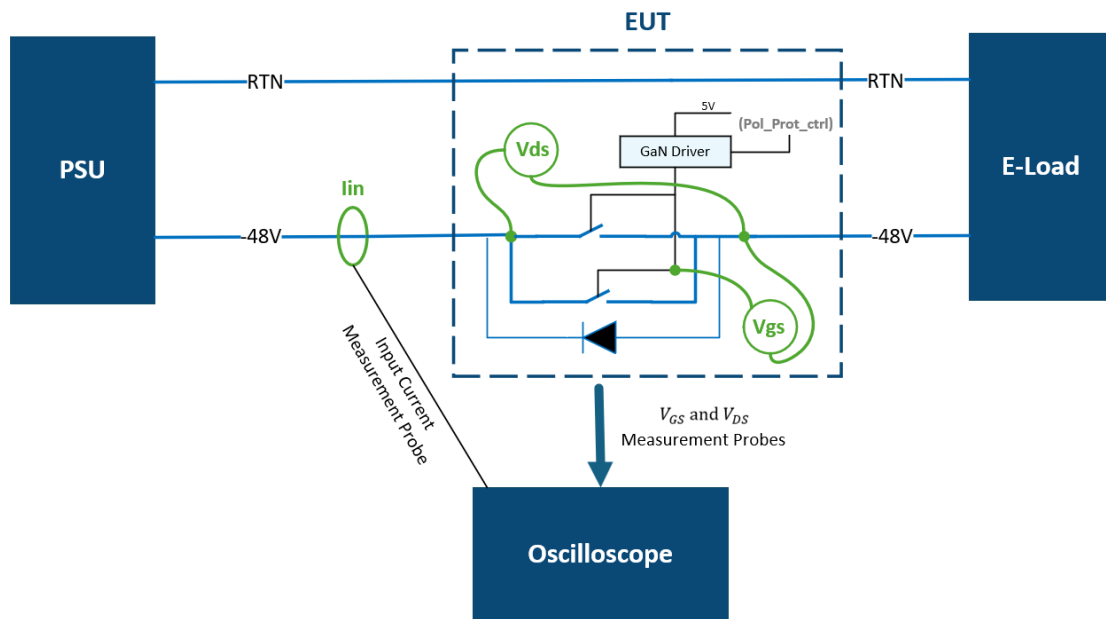 EUT
PSU
RTN
RTN
E-Load
5V
(Pol_Prot_ctrl)
GaN Driver
Vds
Iin
-48V
-48V
Vgs
Input Current
Measurement Probe
V_GS and V_DS
Measurement Probes
Oscilloscope